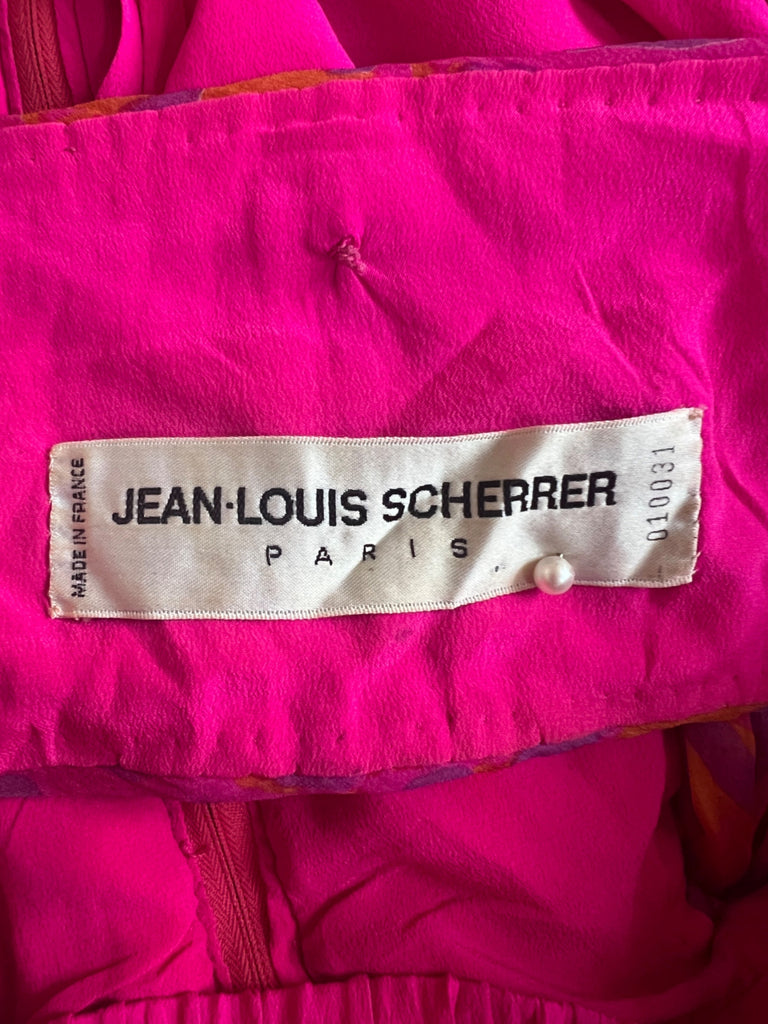 MADE IN FRANCE
JEAN·LOUIS SCHERRER
PARIS
010031